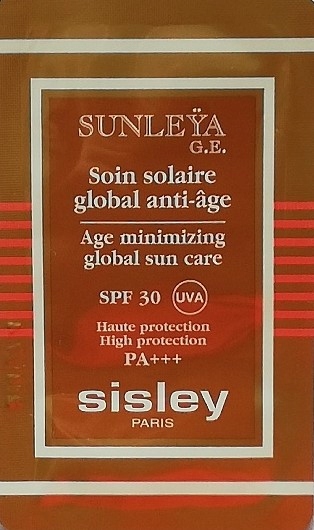 SUNLEŸA
G.E.
Soin solaire
global anti-âge
Age minimizing
global sun care
SPF 30 UVA
Haute protection
High protection
PA+++
sisley
PARIS